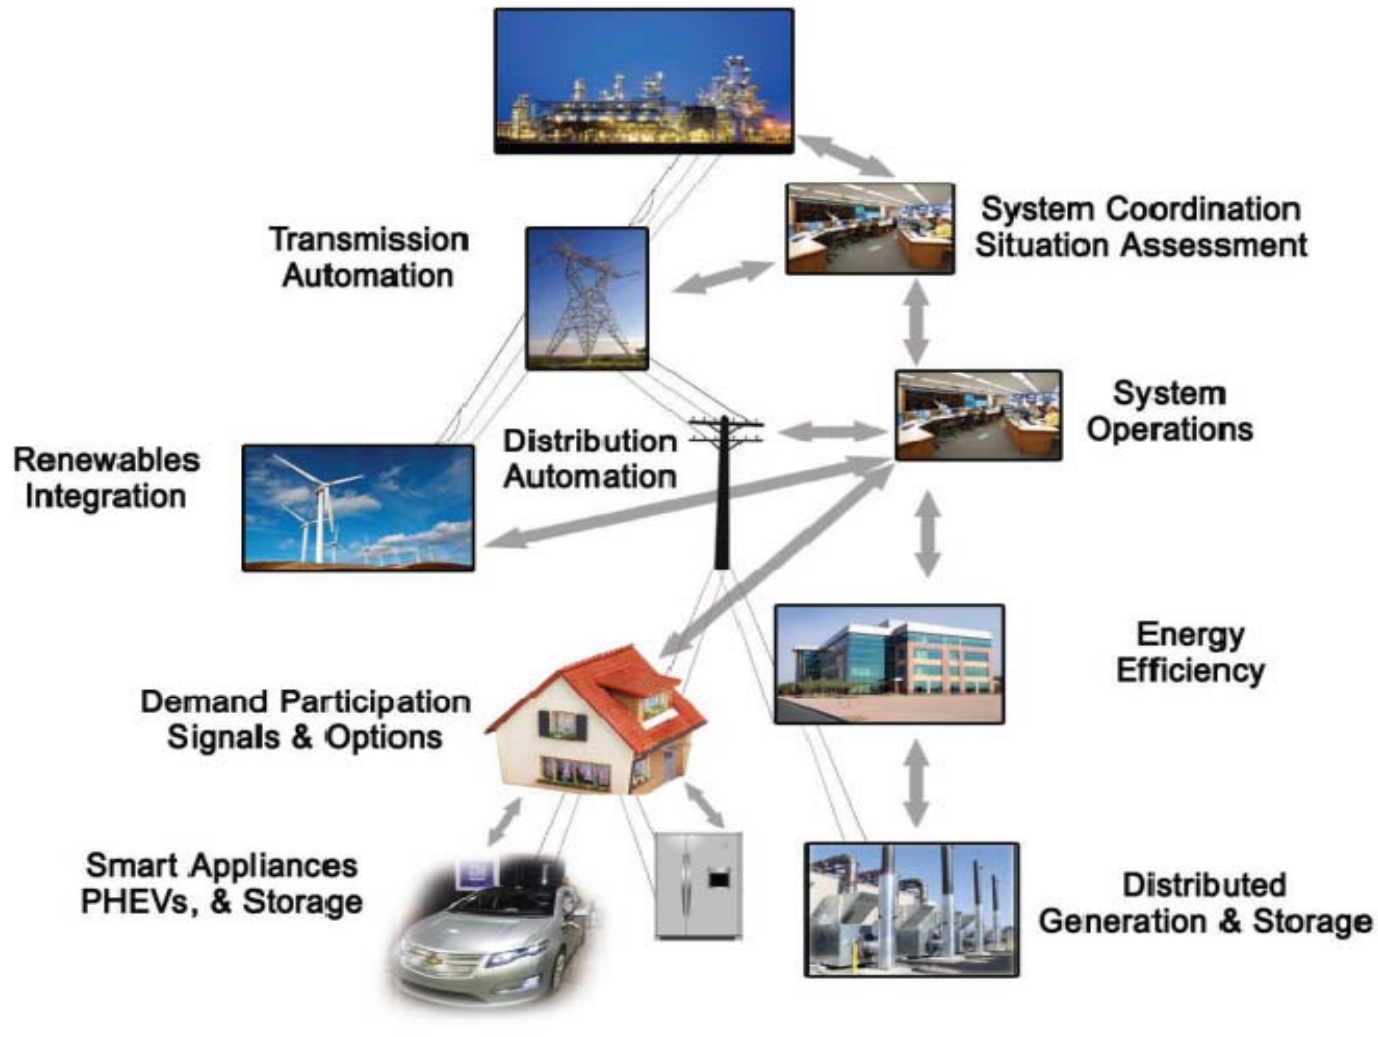 System Coordination
Situation Assessment
Transmission
Automation
System
Operations
Distribution
Automation
Renewables
Integration
Energy
Efficiency
Demand Participation
Signals & Options
Smart Appliances
PHEVs, & Storage
Distributed
Generation & Storage